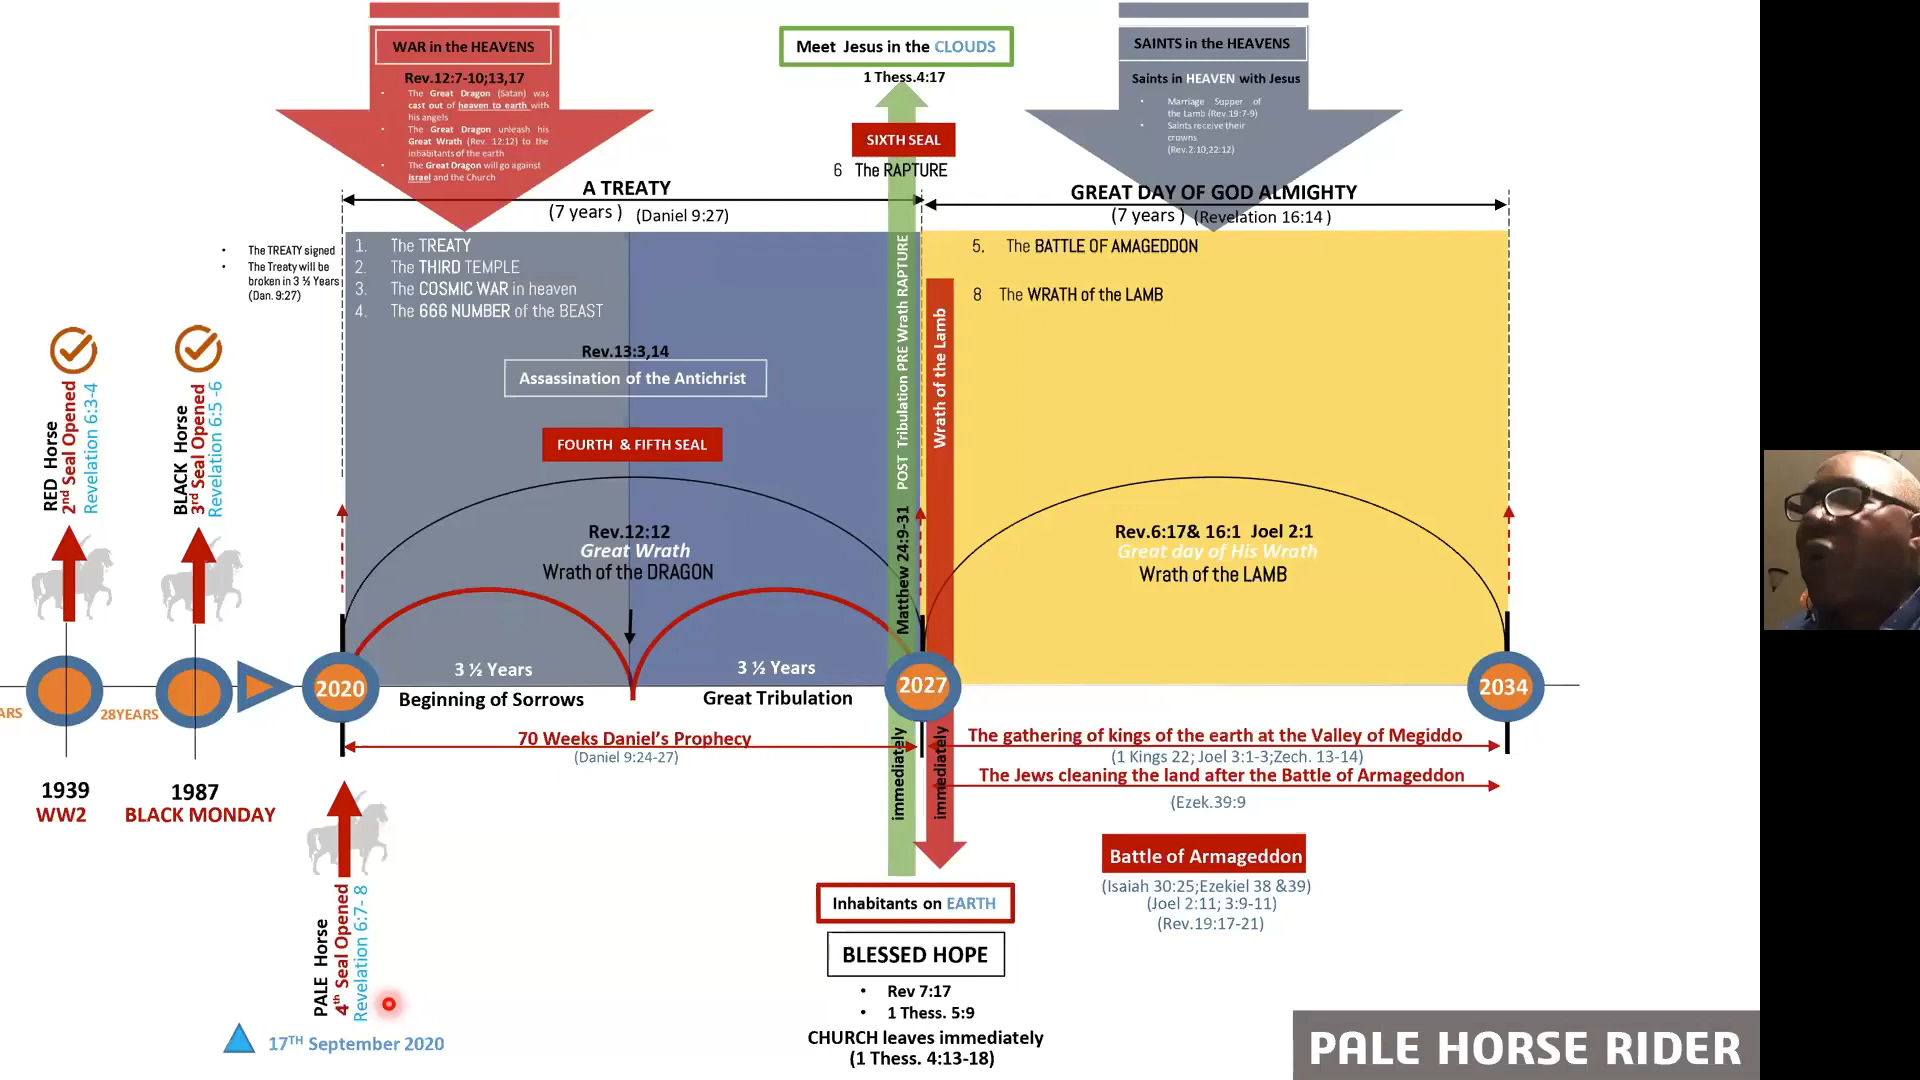 WAR in the HEAVENS
Rev.12:7-10;13,17
• The Great Dragon (Satan) was
cast out of heaven to earth with
his angels
• The Great Dragon unleash his
Great Wrath (Rev. 12:12) to the
inhabitants of the earth
• The Great Dragon will go against
Israel and the Church
Meet Jesus in the CLOUDS
1 Thess.4:17
SIXTH SEAL
6 The RAPTURE
SAINTS in the HEAVENS
Saints in HEAVEN with Jesus
• Marriage Supper of
the Lamb (Rev.19:7-9)
• Saints receive their
crowns
(Rev.2:10;22:12)
A TREATY
(7 years ) (Daniel 9:27)
GREAT DAY OF GOD ALMIGHTY
(7 years ) (Revelation 16:14 )
• The TREATY signed
• The Treaty will be
broken in 3 ½ Years
(Dan. 9:27)
1. The TREATY
2. The THIRD TEMPLE
3. The COSMIC WAR in heaven
4. The 666 NUMBER of the BEAST
5. The BATTLE OF AMAGEDDON
8 The WRATH of the LAMB
Rev.13:3,14
Assassination of the Antichrist
FOURTH & FIFTH SEAL
Rev.12:12
Great Wrath
Wrath of the DRAGON
Matthew 24:9-31 POST Tribulation PRE Wrath RAPTURE
Wrath of the Lamb
Rev.6:17& 16:1 Joel 2:1
Great day of His Wrath
Wrath of the LAMB
RED Horse
2nd Seal Opened
Revelation 6:3-4
BLACK Horse
3rd Seal Opened
Revelation 6:5 -6
ARS
28YEARS
2020
3 ½ Years
Beginning of Sorrows
3 ½ Years
Great Tribulation
2027
2034
70 Weeks Daniel's Prophecy
(Daniel 9:24-27)
immediately
immediately
The gathering of kings of the earth at the Valley of Megiddo
(1 Kings 22; Joel 3:1-3;Zech. 13-14)
The Jews cleaning the land after the Battle of Armageddon
(Ezek.39:9
1939
WW2
1987
BLACK MONDAY
PALE Horse
4th Seal Opened
Revelation 6:7- 8
17TH September 2020
Inhabitants on EARTH
BLESSED HOPE
• Rev 7:17
• 1 Thess. 5:9
CHURCH leaves immediately
(1 Thess. 4:13-18)
Battle of Armageddon
(Isaiah 30:25;Ezekiel 38 &39)
(Joel 2:11; 3:9-11)
(Rev.19:17-21)
PALE HORSE RIDER